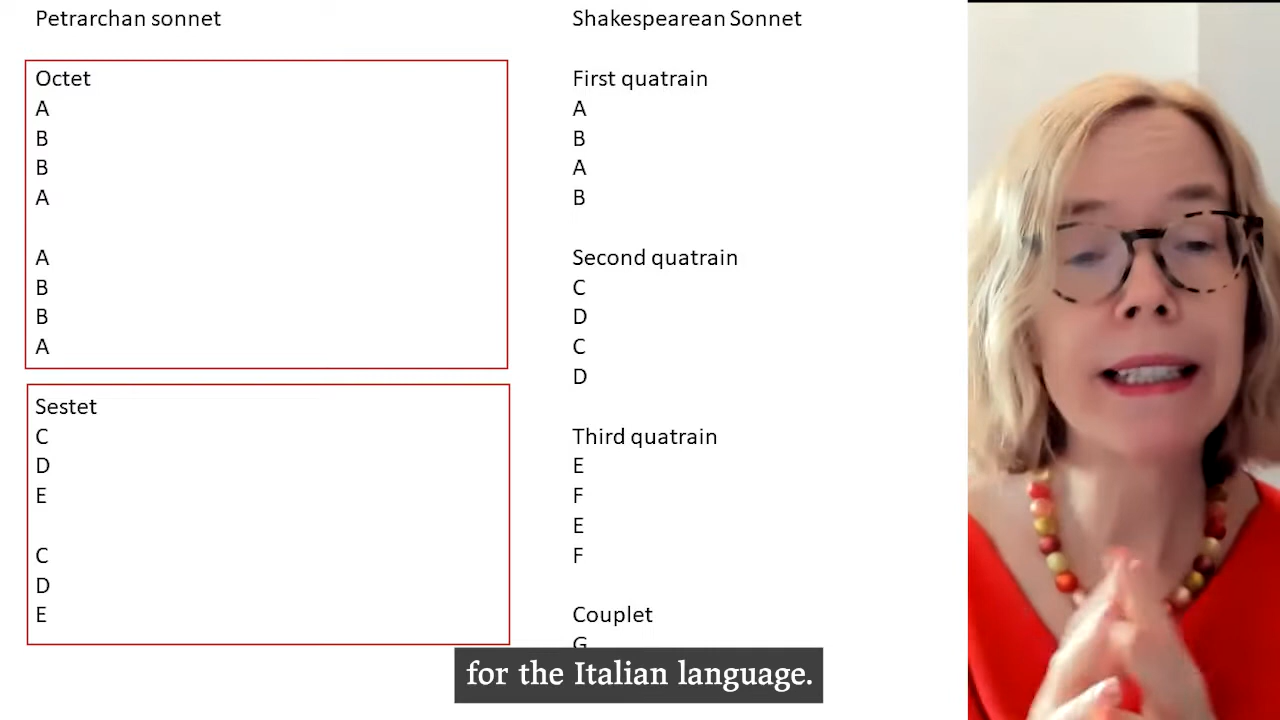 Petrarchan sonnet
Octet
A
B
B
A
A
B
B
A
Sestet
C
D
E
C
D
E
Shakespearean Sonnet
First quatrain
A
B
A
B
Second quatrain
C
D
C
D
Third quatrain
E
F
E
F
Couplet
G
for the Italian language.